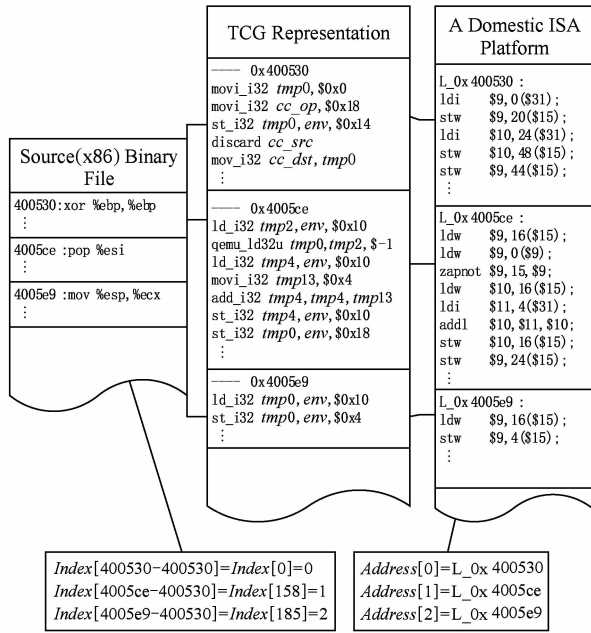 Source(x86) Binary
File
400530:xor %ebp,%ebp
⋮
4005ce :pop %esi
⋮
4005e9 :mov %esp,%ecx
⋮
TCG Representation
---- 0x400530
movi_i32 tmp0,$0x0
movi_i32 cc_op,$0x18
st_i32 tmp0,env,$0x14
discard cc_src
mov_i32 cc_dst,tmp0
⋮
---- 0x4005ce
ld_i32 tmp2,env,$0x10
qemu_ld32u tmp0,tmp2,$-1
ld_i32 tmp4,env,$0x10
movi_i32 tmp13,$0x4
add_i32 tmp4,tmp4,tmp13
st_i32 tmp4,env,$0x10
st_i32 tmp0,env,$0x18
⋮
---- 0x4005e9
ld_i32 tmp0,env,$0x10
st_i32 tmp0,env,$0x4
⋮
A Domestic ISA
Platform
L_0x400530 :
ldi $9,0($31);
stw $9,20($15);
ldi $10,24($31);
stw $10,48($15);
stw $9,44($15);
⋮
L_0x4005ce :
ldw $9,16($15);
ldw $9,0($9);
zapnot $9,15,$9;
ldw $10,16($15);
ldi $11,4($31);
addl $10,$11,$10;
stw $10,16($15);
stw $9,24($15);
⋮
L_0x4005e9 :
ldw $9,16($15);
stw $9,4($15);
⋮
Index[400530-400530]=Index[0]=0
Index[4005ce-400530]=Index[158]=1
Index[4005e9-400530]=Index[185]=2
Address[0]=L_0x 400530
Address[1]=L_0x 4005ce
Address[2]=L_0x 4005e9